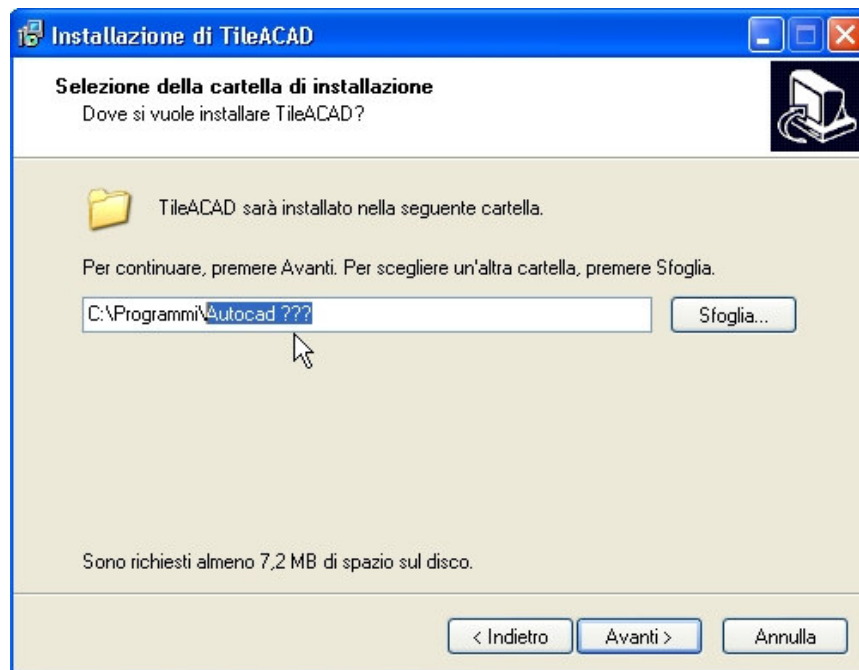 Installazione di TileACAD
Selezione della cartella di installazione
Dove si vuole installare TileACAD?
TileACAD sarà installato nella seguente cartella.
Per continuare, premere Avanti. Per scegliere un'altra cartella, premere Sfoglia.
C:\Programmi\Autocad ???
Sfoglia...
Sono richiesti almeno 7,2 MB di spazio sul disco.
< Indietro
Avanti >
Annulla